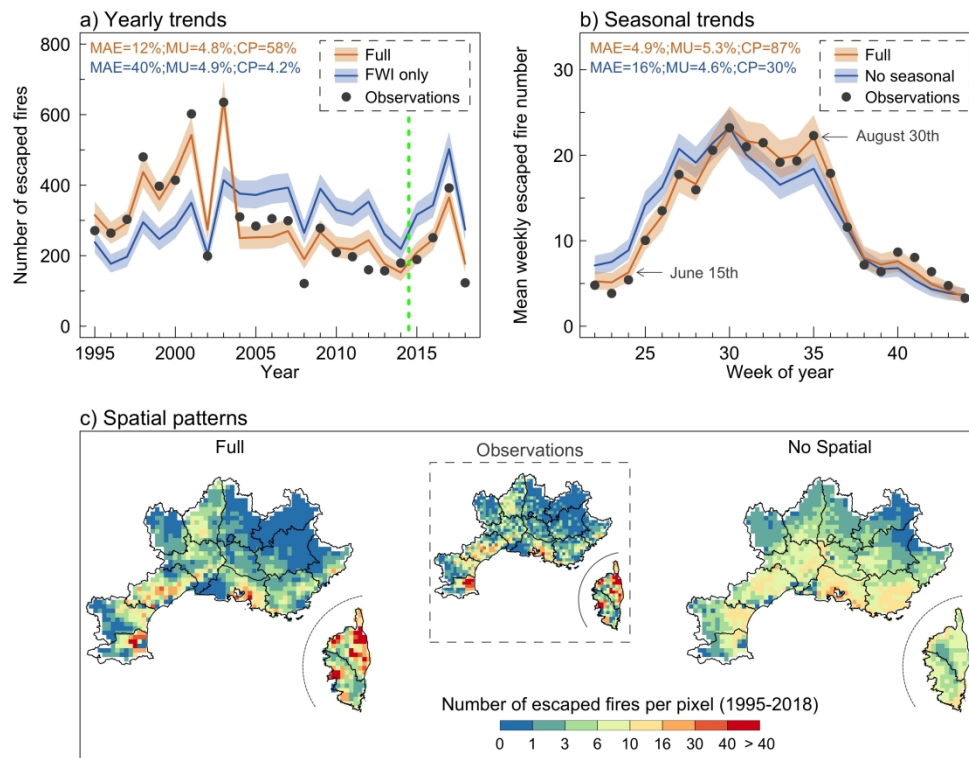 a) Yearly trends
MAE=12%;MU=4.8%;CP=58%
MAE=40%;MU=4.9%;CP=4.2%
Full
FWI only
Observations
Number of escaped fires
800
600
400
200
0
1995 2000 2005 2010 2015
Year
b) Seasonal trends
MAE=4.9%;MU=5.3%;CP=87%
MAE=16%;MU=4.6%;CP=30%
Full
No seasonal
Observations
Mean weekly escaped fire number
30
20
10
0
August 30th
June 15th
25 30 35 40
Week of year
c) Spatial patterns
Full
Observations
No Spatial
Number of escaped fires per pixel (1995-2018)
0 1 3 6 10 16 30 40 > 40